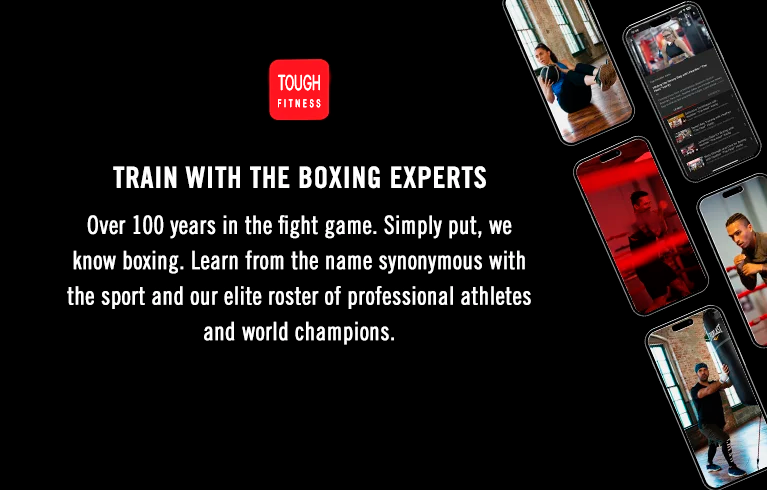 TOUGH
FITNESS
TRAIN WITH THE BOXING EXPERTS
Over 100 years in the fight game. Simply put, we
know boxing. Learn from the name synonymous with
the sport and our elite roster of professional athletes
and world champions.
EVERLAST